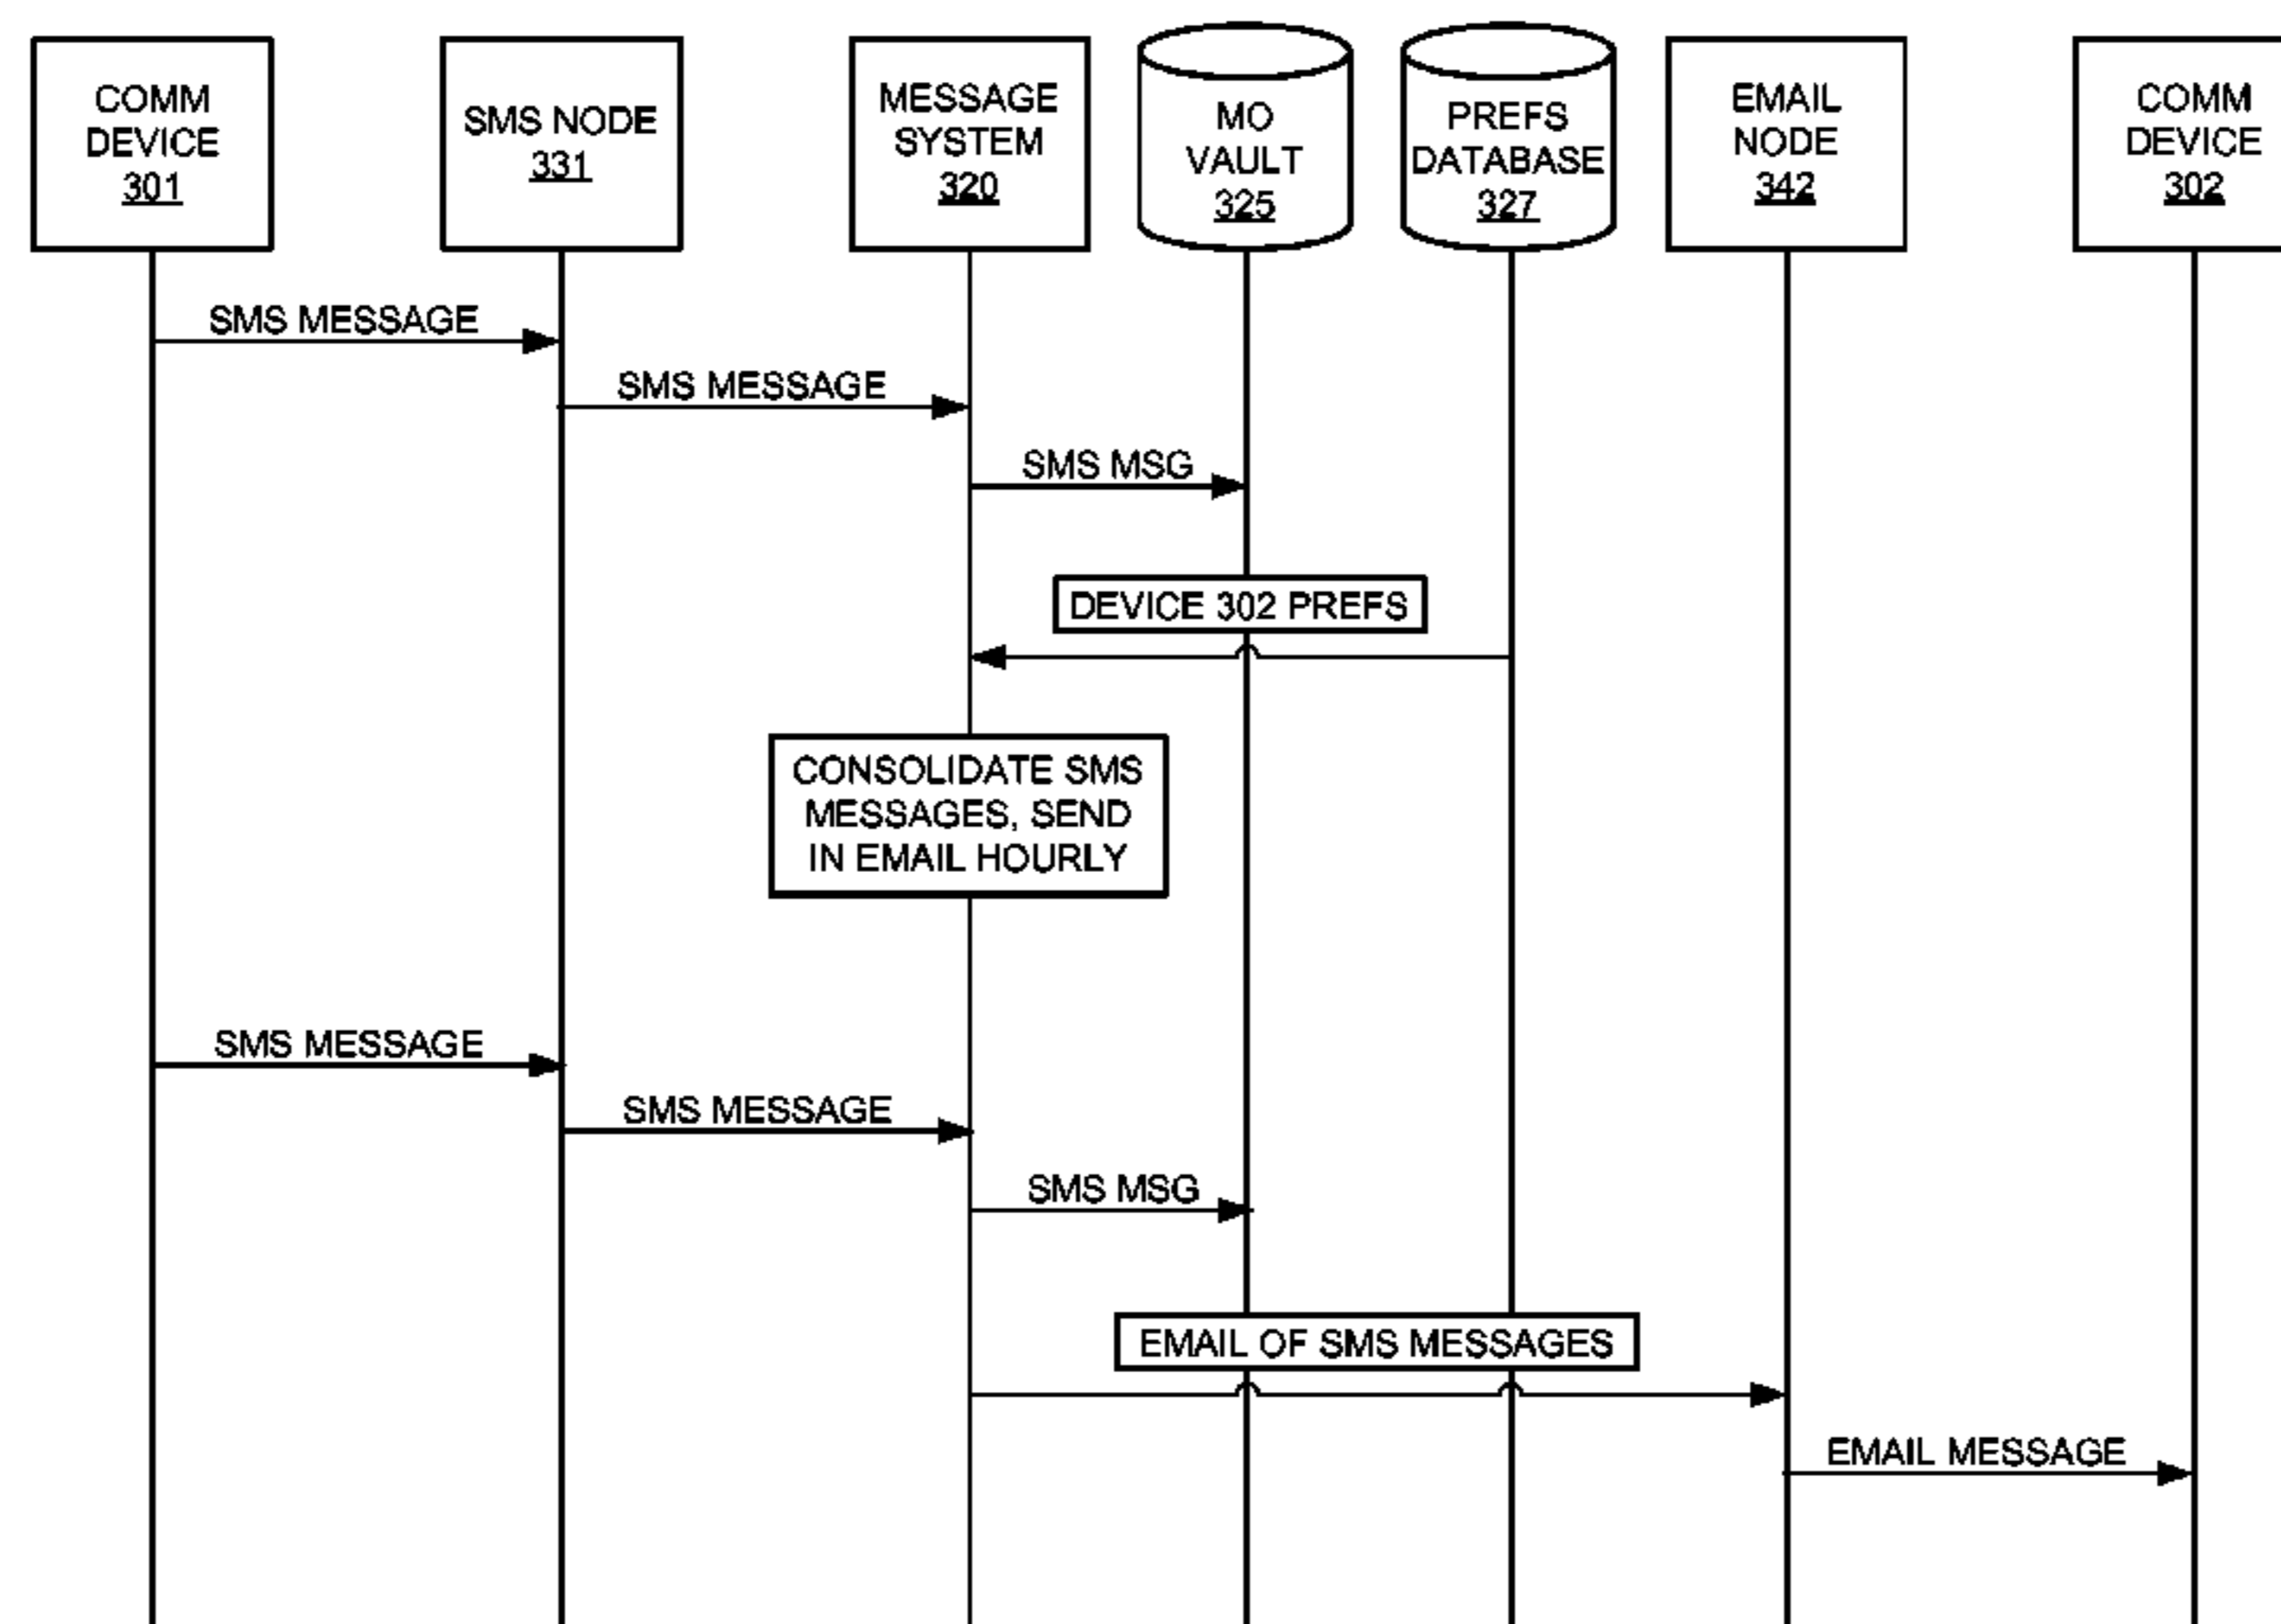 COMM
DEVICE
301
SMS NODE
331
MESSAGE
SYSTEM
320
MO
VAULT
325
PREFS
DATABASE
327
EMAIL
NODE
342
COMM
DEVICE
302
SMS MESSAGE
SMS MESSAGE
SMS MSG
DEVICE 302 PREFS
CONSOLIDATE SMS
MESSAGES, SEND
IN EMAIL HOURLY
SMS MESSAGE
SMS MESSAGE
SMS MSG
EMAIL OF SMS MESSAGES
EMAIL MESSAGE